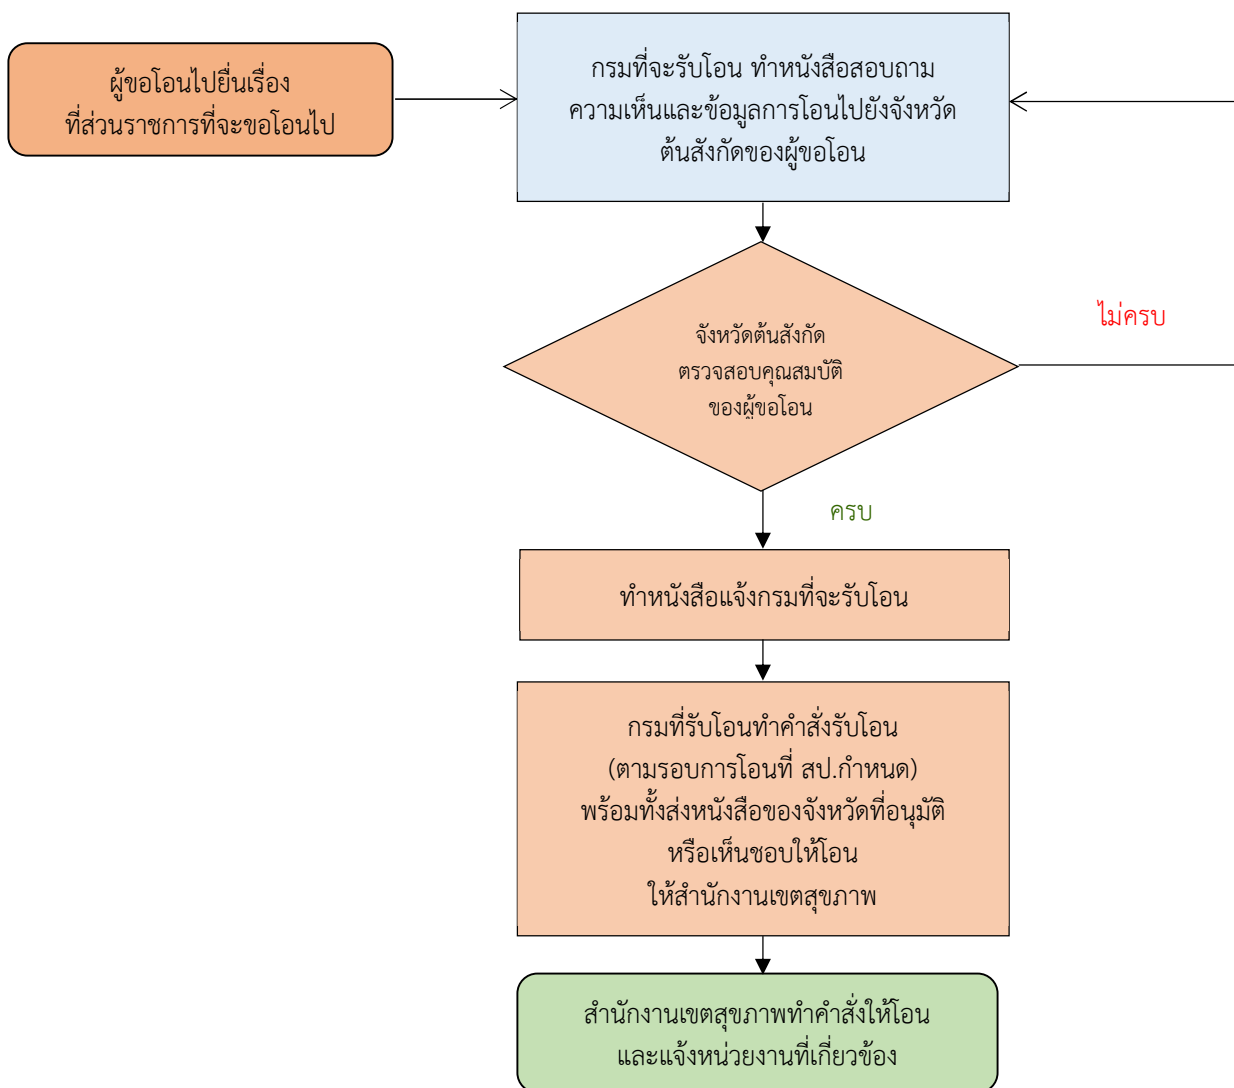 ผู้ขอโอนไปยื่นเรื่อง
ที่ส่วนราชการที่จะขอโอนไป
กรมที่จะรับโอน ทำหนังสือสอบถาม
ความเห็นและข้อมูลการโอนไปยังจังหวัด
ต้นสังกัดของผู้ขอโอน
จังหวัดต้นสังกัด
ตรวจสอบคุณสมบัติ
ของผู้ขอโอน
ไม่ครบ
ครบ
ทำหนังสือแจ้งกรมที่จะรับโอน
กรมที่รับโอนทำคำสั่งรับโอน
(ตามรอบการโอนที่ สป.กำหนด)
พร้อมทั้งส่งหนังสือของจังหวัดที่อนุมัติ
หรือเห็นชอบให้โอน
ให้สำนักงานเขตสุขภาพ
สำนักงานเขตสุขภาพทำคำสั่งให้โอน
และแจ้งหน่วยงานที่เกี่ยวข้อง